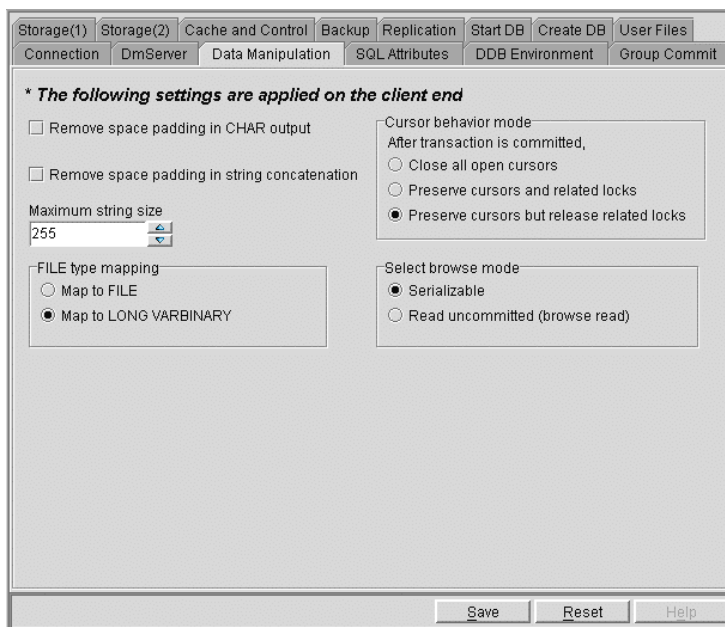 Storage(1) Storage(2) Cache and Control Backup Replication Start DB Create DB User Files
Connection DmServer Data Manipulation SQL Attributes DDB Environment Group Commit
* The following settings are applied on the client end
Remove space padding in CHAR output
Remove space padding in string concatenation
Maximum string size
255
FILE type mapping
Map to FILE
Map to LONG VARBINARY
Cursor behavior mode
After transaction is committed,
Close all open cursors
Preserve cursors and related locks
Preserve cursors but release related locks
Select browse mode
Serializable
Read uncommitted (browse read)
Save Reset Help